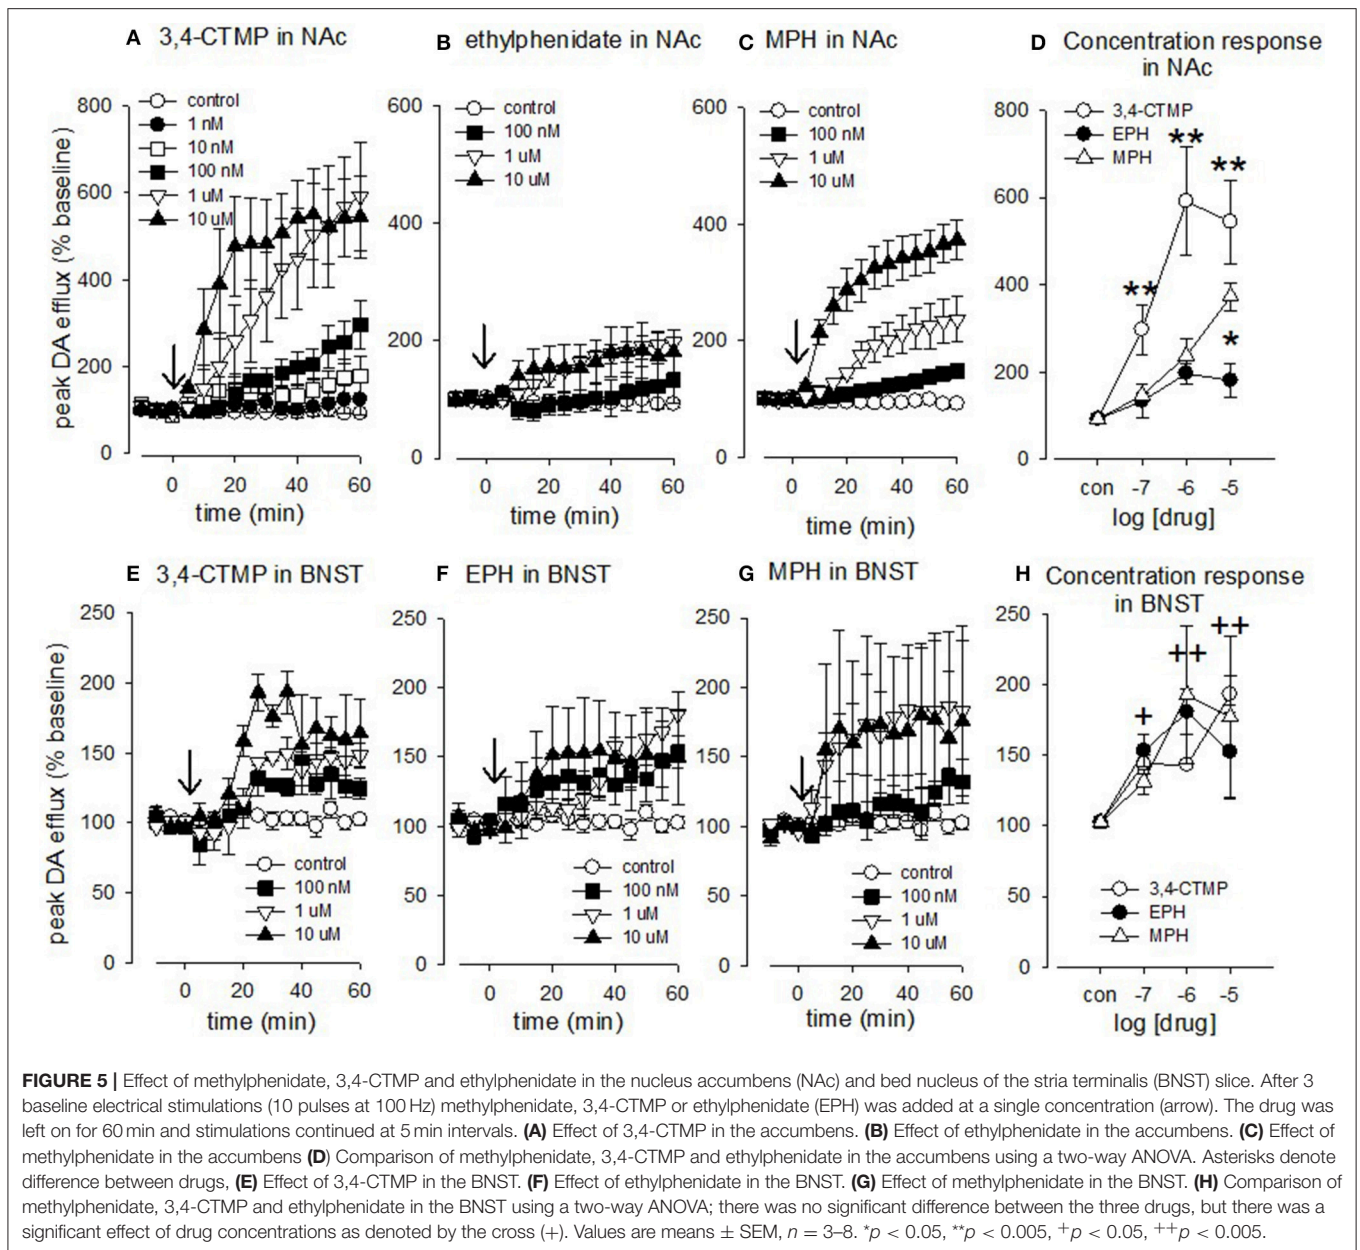 A 3,4-CTMP in NAc
800
600
400
200
0
peak DA efflux (% baseline)
control
1 nM
10 nM
100 nM
1 uM
10 uM
0 20 40 60
time (min)
B ethylphenidate in NAc
600
400
200
0
control
100 nM
1 uM
10 uM
0 20 40 60
time (min)
C MPH in NAc
600
400
200
0
control
100 nM
1 uM
10 uM
0 20 40 60
time (min)
D Concentration response
in NAc
800
600
400
200
0
3,4-CTMP
EPH
MPH
**
**
**
*
con -7 -6 -5
log [drug]
E 3,4-CTMP in BNST
250
200
150
100
50
0
peak DA efflux (% baseline)
control
100 nM
1 uM
10 uM
0 20 40 60
time (min)
F EPH in BNST
250
200
150
100
50
0
control
100 nM
1 uM
10 uM
0 20 40 60
time (min)
G MPH in BNST
250
200
150
100
50
0
control
100 nM
1 uM
10 uM
0 20 40 60
time (min)
H Concentration response
in BNST
250
200
150
100
50
0
++
++
+
3,4-CTMP
EPH
MPH
con -7 -6 -5
log [drug]
FIGURE 5 | Effect of methylphenidate, 3,4-CTMP and ethylphenidate in the nucleus accumbens (NAc) and bed nucleus of the stria terminalis (BNST) slice. After 3
baseline electrical stimulations (10 pulses at 100 Hz) methylphenidate, 3,4-CTMP or ethylphenidate (EPH) was added at a single concentration (arrow). The drug was
left on for 60 min and stimulations continued at 5 min intervals. (A) Effect of 3,4-CTMP in the accumbens. (B) Effect of ethylphenidate in the accumbens. (C) Effect of
methylphenidate in the accumbens (D) Comparison of methylphenidate, 3,4-CTMP and ethylphenidate in the accumbens using a two-way ANOVA. Asterisks denote
difference between drugs, (E) Effect of 3,4-CTMP in the BNST. (F) Effect of ethylphenidate in the BNST. (G) Effect of methylphenidate in the BNST. (H) Comparison of
methylphenidate, 3,4-CTMP and ethylphenidate in the BNST using a two-way ANOVA; there was no significant difference between the three drugs, but there was a
significant effect of drug concentrations as denoted by the cross (+). Values are means ± SEM, n = 3–8. *p < 0.05, **p < 0.005, +p < 0.05, ++p < 0.005.